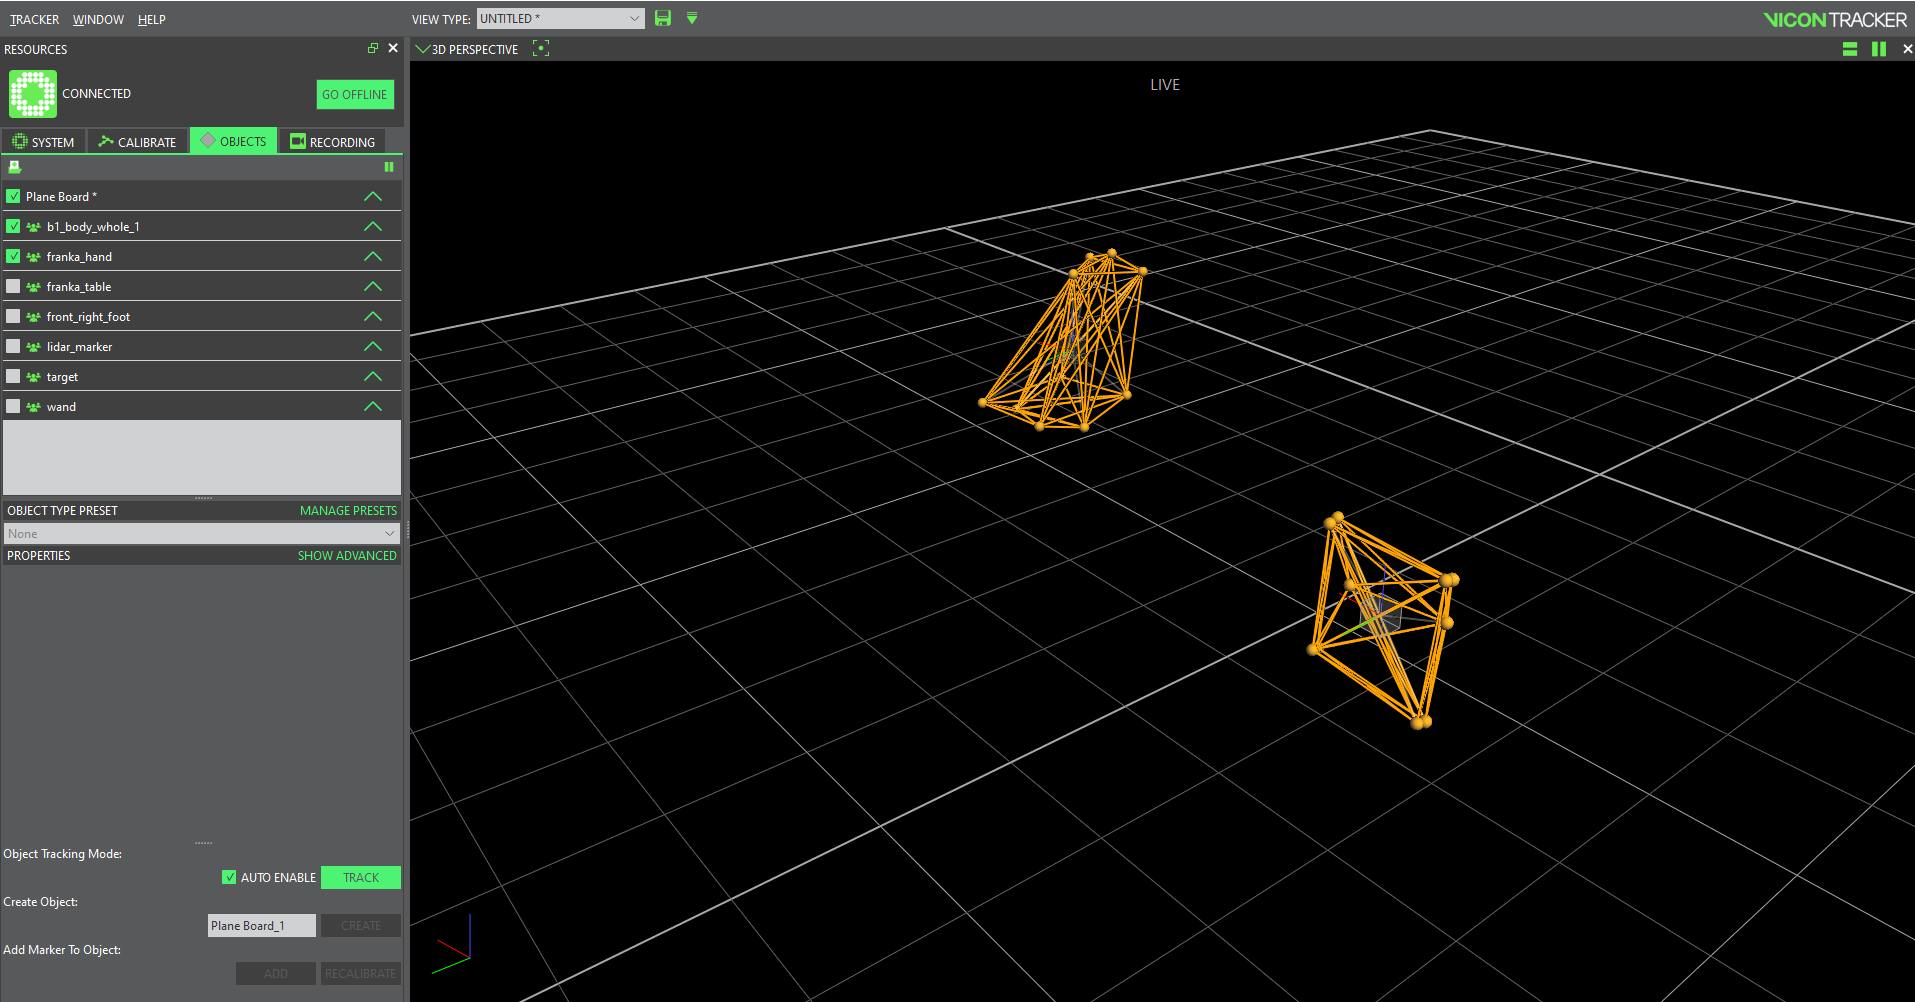 TRACKER WINDOW HELP
VIEW TYPE: UNTITLED *
VICON TRACKER
RESOURCES
3D PERSPECTIVE
CONNECTED
GO OFFLINE
LIVE
SYSTEM CALIBRATE OBJECTS RECORDING
Plane Board *
b1_body_whole_1
franka_hand
franka_table
front_right_foot
lidar_marker
target
wand
OBJECT TYPE PRESET MANAGE PRESETS
None
PROPERTIES SHOW ADVANCED
Object Tracking Mode:
AUTO ENABLE TRACK
Create Object:
Plane Board_1 CREATE
Add Marker To Object:
ADD RECALIBRATE